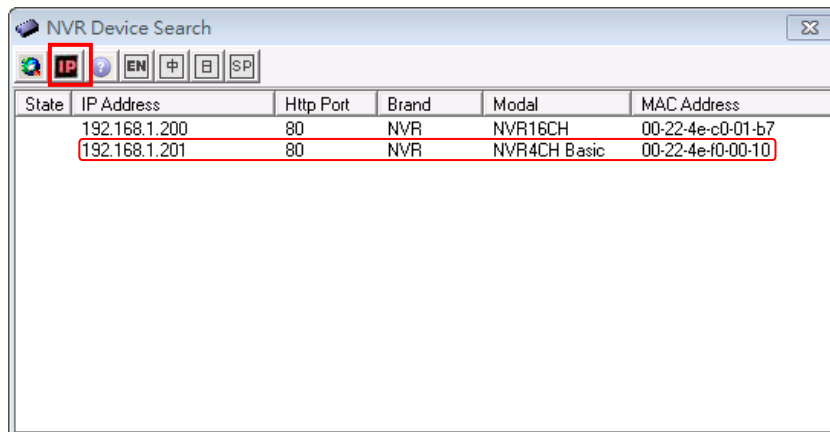 NVR Device Search
IP ? EN 中 日 SP
State IP Address Http Port Brand Modal MAC Address
192.168.1.200 80 NVR NVR16CH 00-22-4e-c0-01-b7
192.168.1.201 80 NVR NVR4CH Basic 00-22-4e-f0-00-10